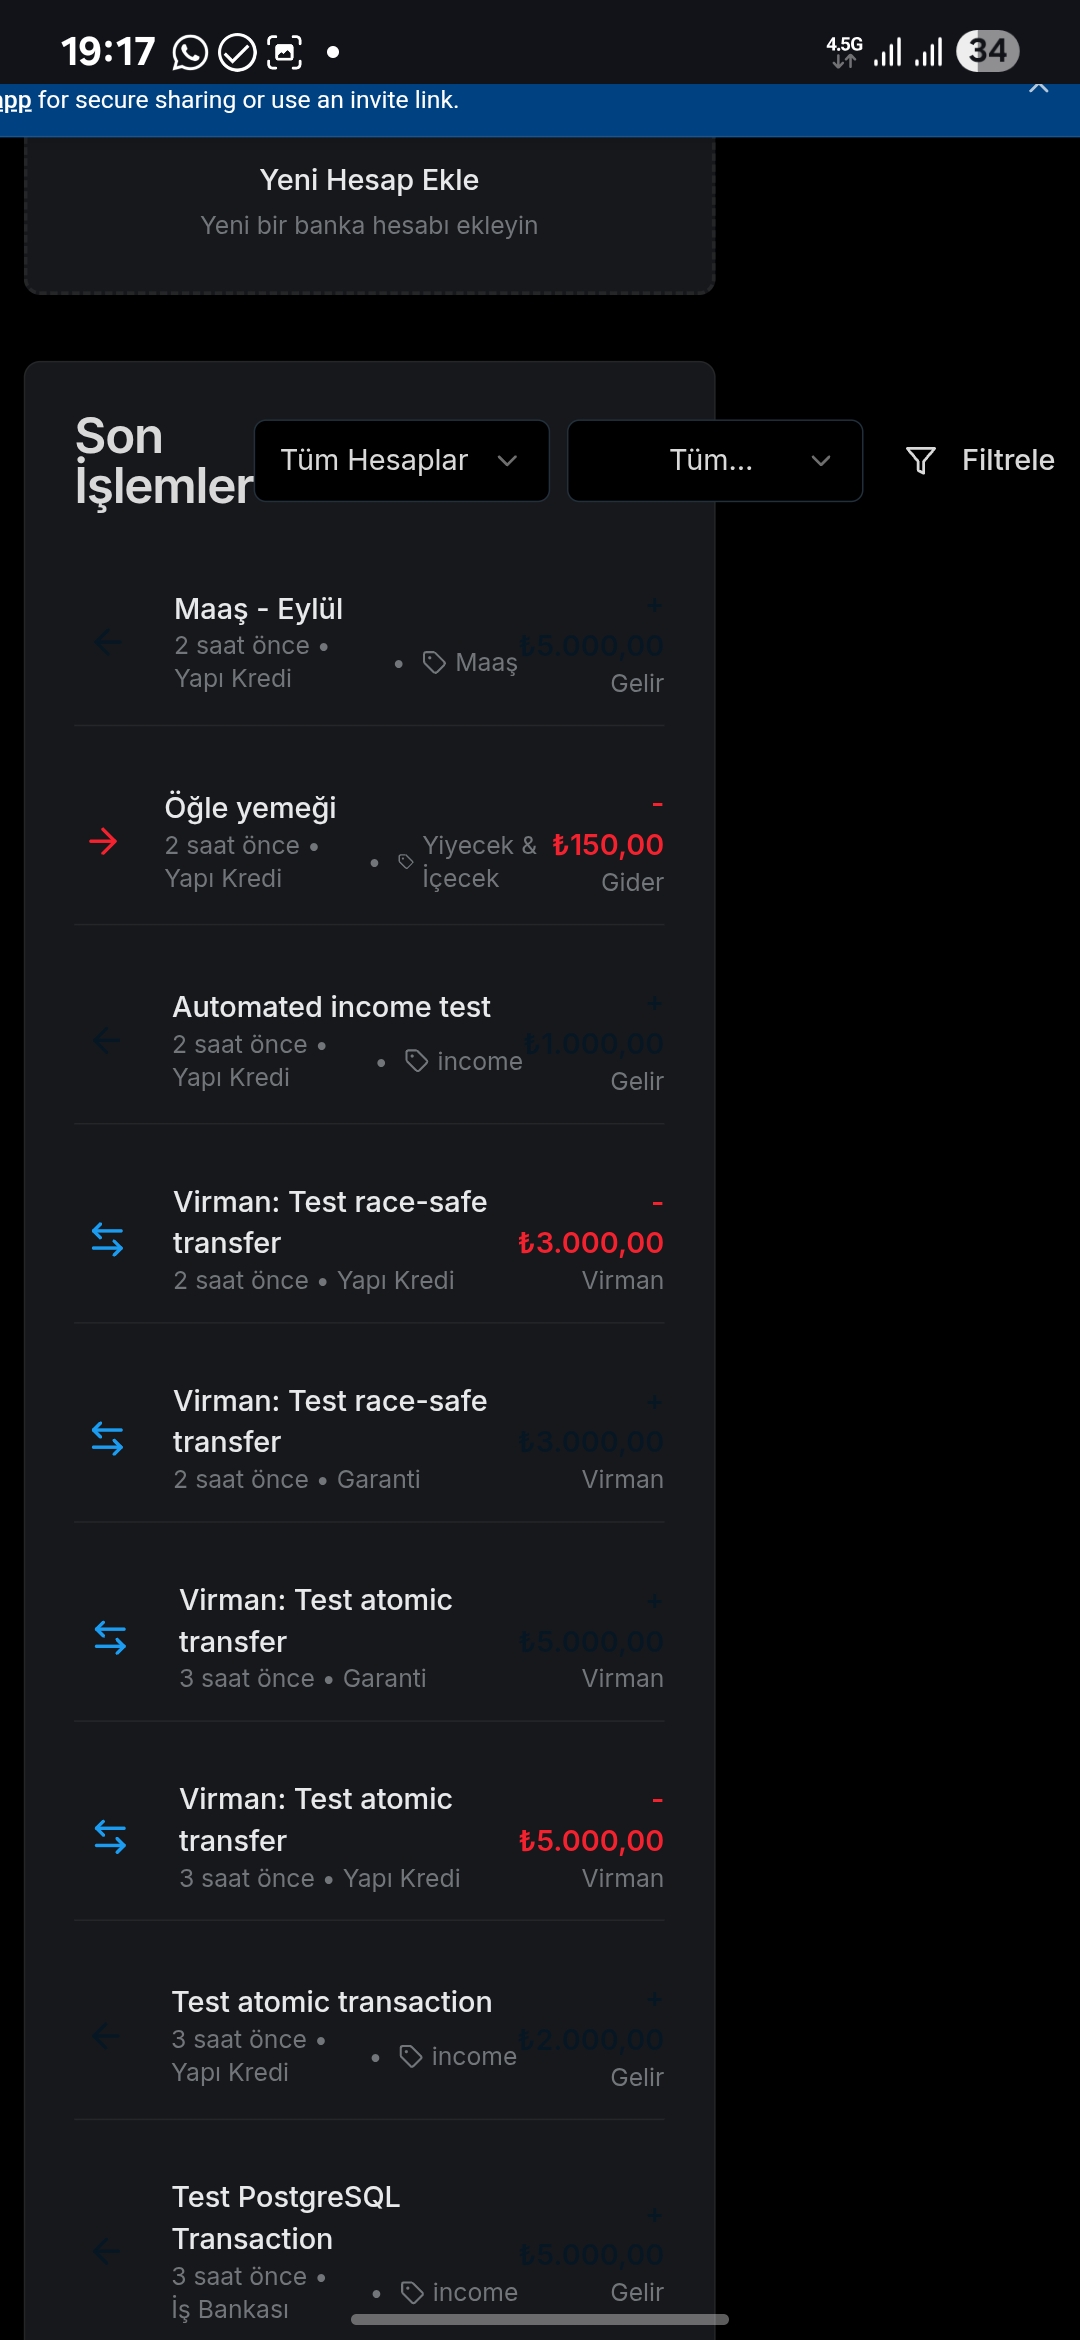 19:17
4.5G
34
app for secure sharing or use an invite link.
Yeni Hesap Ekle
Yeni bir banka hesabı ekleyin
Son
İşlemler
Tüm Hesaplar
Tüm...
Filtrele
Maaş - Eylül
2 saat önce •
Yapı Kredi
• Maaş
+
₺5.000,00
Gelir
Öğle yemeği
2 saat önce •
Yapı Kredi
• Yiyecek &
İçecek
-
₺150,00
Gider
Automated income test
2 saat önce •
Yapı Kredi
• income
+
₺1.000,00
Gelir
Virman: Test race-safe
transfer
2 saat önce • Yapı Kredi
-
₺3.000,00
Virman
Virman: Test race-safe
transfer
2 saat önce • Garanti
+
₺3.000,00
Virman
Virman: Test atomic
transfer
3 saat önce • Garanti
+
₺5.000,00
Virman
Virman: Test atomic
transfer
3 saat önce • Yapı Kredi
-
₺5.000,00
Virman
Test atomic transaction
3 saat önce •
Yapı Kredi
• income
+
₺2.000,00
Gelir
Test PostgreSQL
Transaction
3 saat önce •
İş Bankası
• income
+
₺5.000,00
Gelir